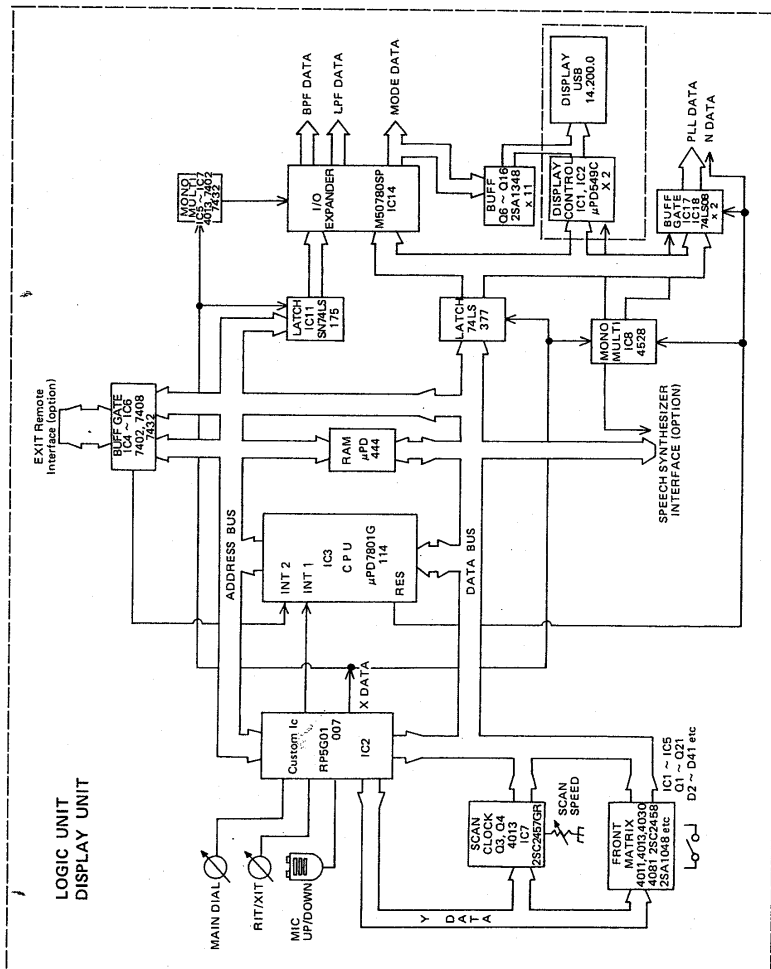 LOGIC UNIT
DISPLAY UNIT
MAIN DIAL
RIT/XIT
MIC
UP/DOWN
Custom Ic
RP5G01
007
IC2
X DATA
Y DATA
SCAN
CLOCK
Q3, Q4
4013
IC7
2SC2457GR
SCAN
SPEED
FRONT
MATRIX
4011,4013,4030
4081 2SC2458
2SA1048 etc
IC1 ~ IC5
Q1 ~ Q21
D2 ~ D41 etc
ADDRESS BUS
INT 2
INT 1
IC3
CPU
μPD7801G
114
RES
DATA BUS
EXIT Remote
Interface (option)
BUFF GATE
IC4 ~ IC6
7402, 7408
7432
RAM
μPD
444
SPEECH SYNTHESIZER
INTERFACE (OPTION)
LATCH
IC11
SN74LS
175
LATCH
74LS
377
MONO
MULTI
IC8
4528
MONO
MULTI
IC5 ~ IC7
4013, 7402
7432
I/O
EXPANDER
M50780SP
IC14
BPF DATA
LPF DATA
MODE DATA
BUFF
Q6 ~ Q16
2SA1348
x 11
DISPLAY
CONTROL
IC1, IC2
μPD549C
X 2
DISPLAY
USB
14.200.0
BUFF
GATE
IC17
IC18
74LS08
x 2
PLL DATA
N DATA